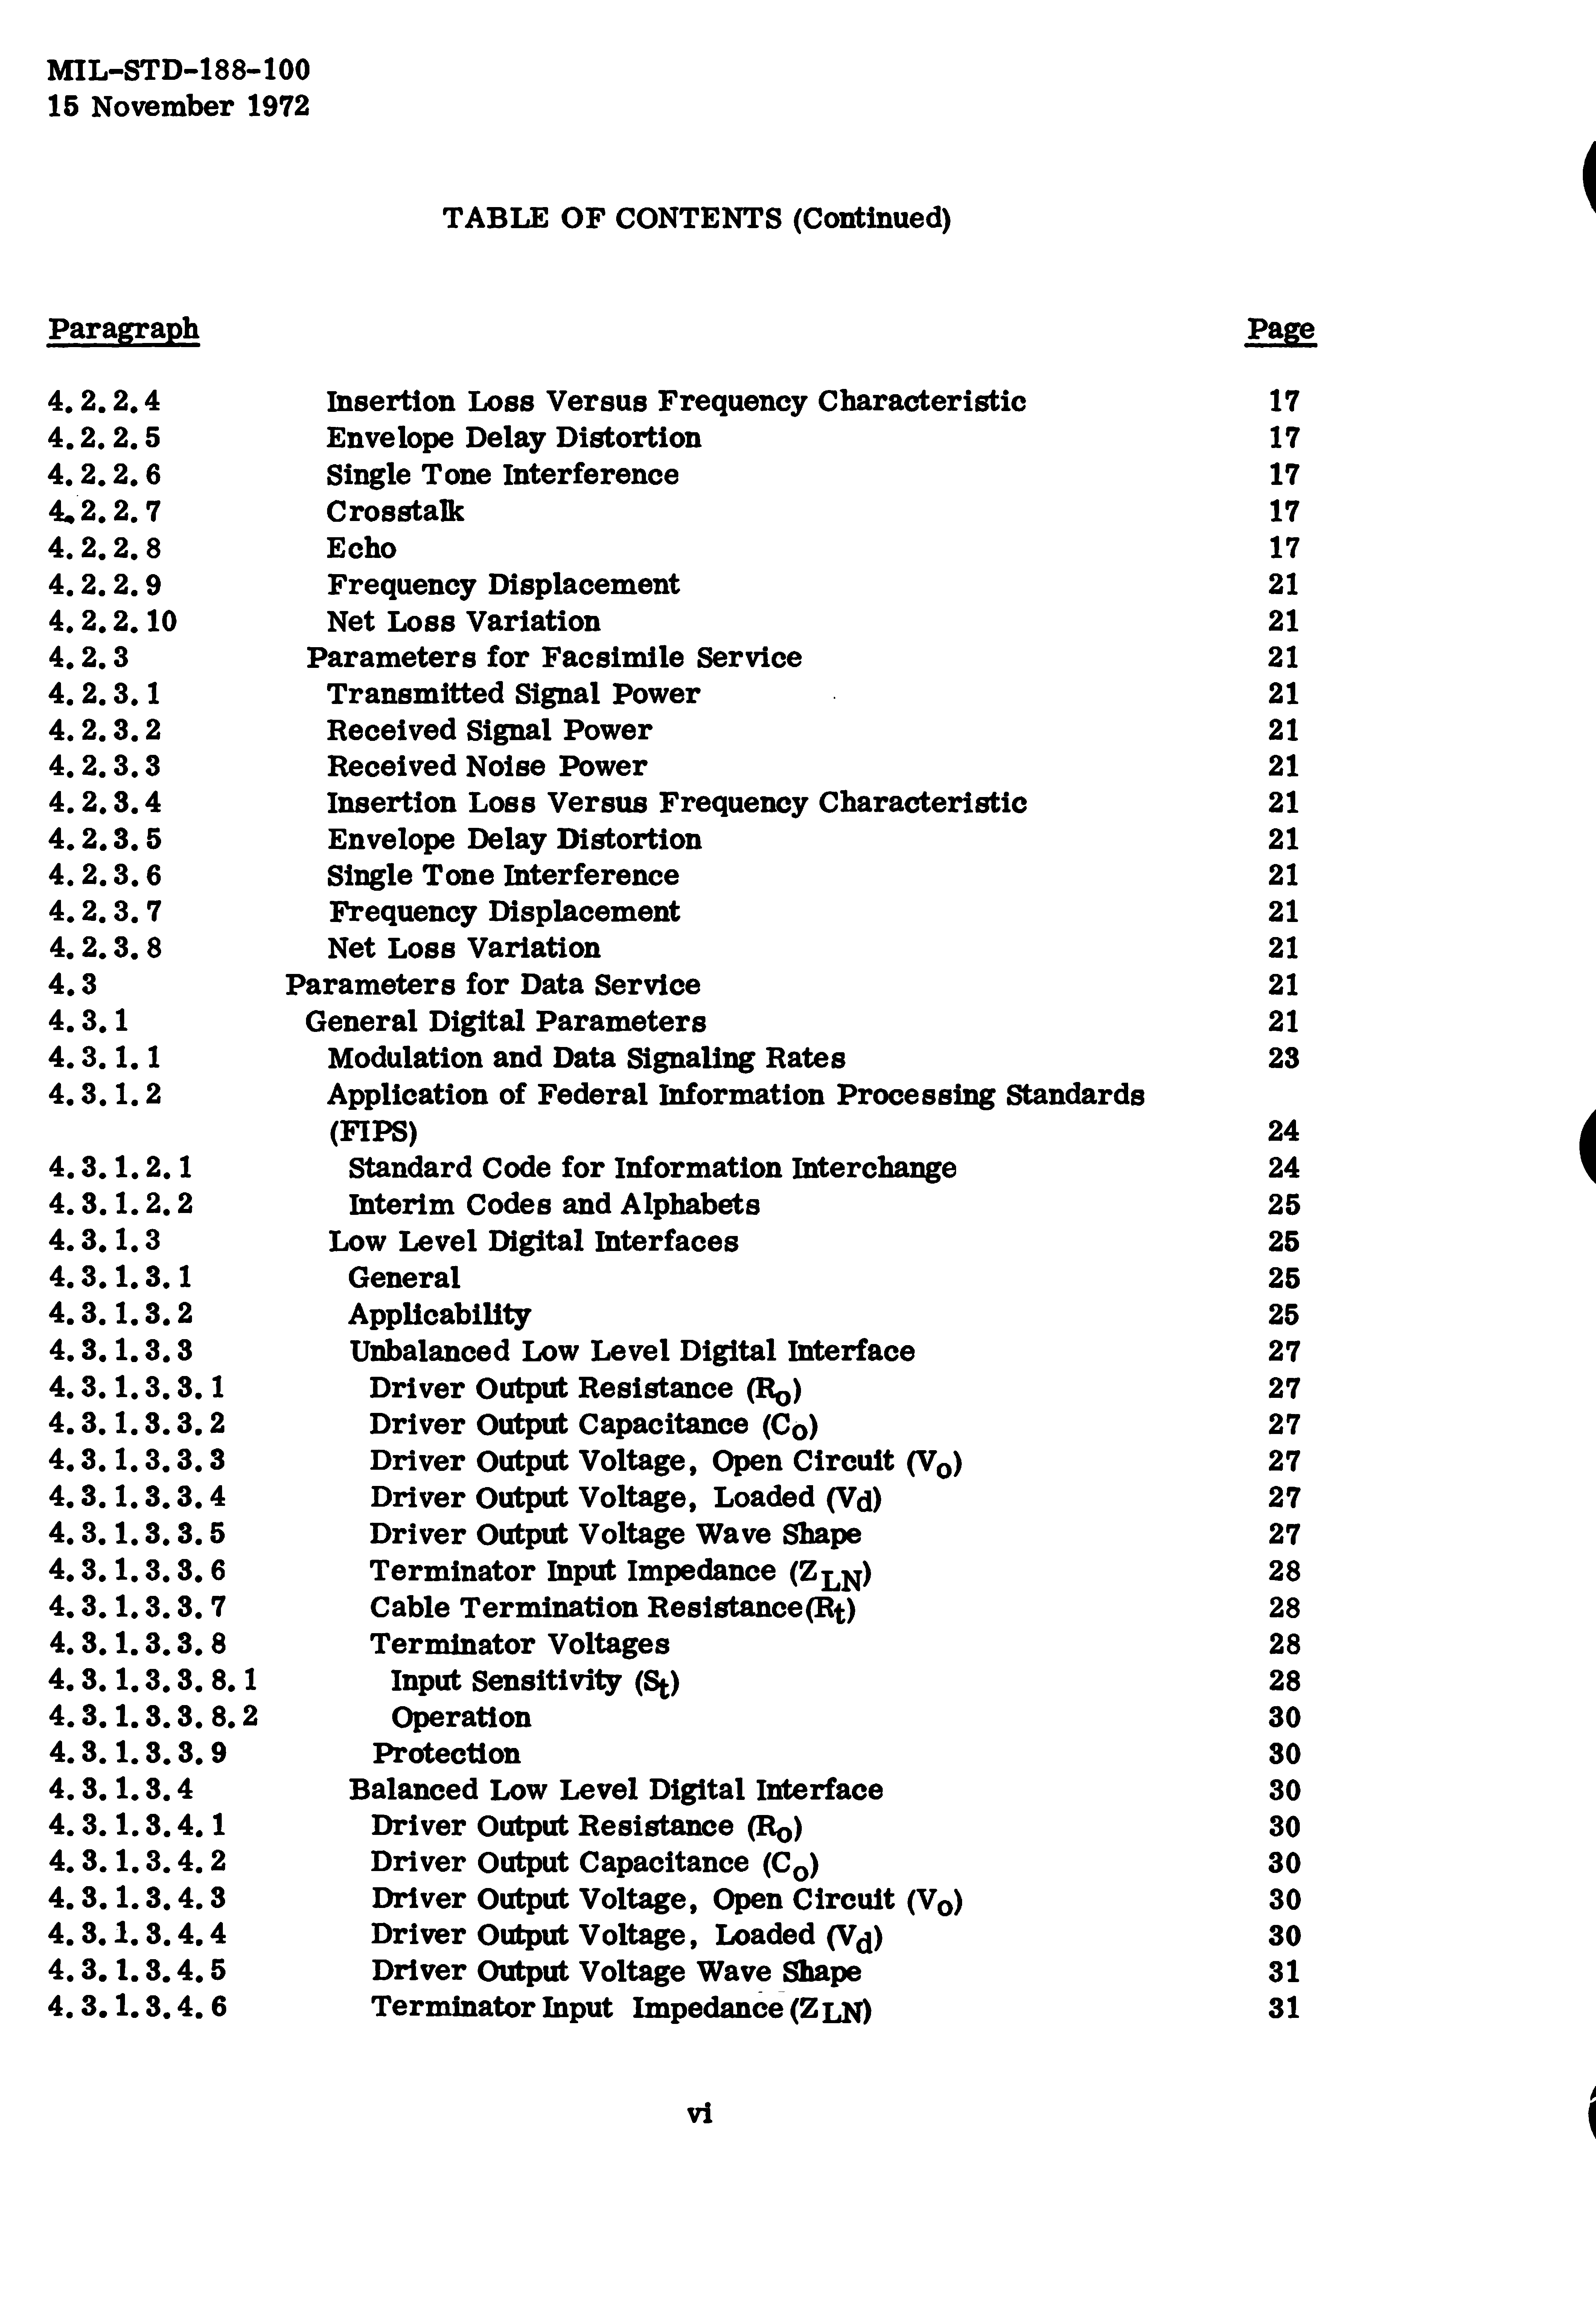 MIL-STD-188-100
15 November 1972
TABLE OF CONTENTS (Continued)
Paragraph Page
4.2.2.4 Insertion Loss Versus Frequency Characteristic 17
4.2.2.5 Envelope Delay Distortion 17
4.2.2.6 Single Tone Interference 17
4.2.2.7 Crosstalk 17
4.2.2.8 Echo 17
4.2.2.9 Frequency Displacement 21
4.2.2.10 Net Loss Variation 21
4.2.3 Parameters for Facsimile Service 21
4.2.3.1 Transmitted Signal Power 21
4.2.3.2 Received Signal Power 21
4.2.3.3 Received Noise Power 21
4.2.3.4 Insertion Loss Versus Frequency Characteristic 21
4.2.3.5 Envelope Delay Distortion 21
4.2.3.6 Single Tone Interference 21
4.2.3.7 Frequency Displacement 21
4.2.3.8 Net Loss Variation 21
4.3 Parameters for Data Service 21
4.3.1 General Digital Parameters 21
4.3.1.1 Modulation and Data Signaling Rates 23
4.3.1.2 Application of Federal Information Processing Standards
(FIPS) 24
4.3.1.2.1 Standard Code for Information Interchange 24
4.3.1.2.2 Interim Codes and Alphabets 25
4.3.1.3 Low Level Digital Interfaces 25
4.3.1.3.1 General 25
4.3.1.3.2 Applicability 25
4.3.1.3.3 Unbalanced Low Level Digital Interface 27
4.3.1.3.3.1 Driver Output Resistance (Ro) 27
4.3.1.3.3.2 Driver Output Capacitance (Co) 27
4.3.1.3.3.3 Driver Output Voltage, Open Circuit (Vo) 27
4.3.1.3.3.4 Driver Output Voltage, Loaded (Vd) 27
4.3.1.3.3.5 Driver Output Voltage Wave Shape 27
4.3.1.3.3.6 Terminator Input Impedance (ZLN) 28
4.3.1.3.3.7 Cable Termination Resistance(Rt) 28
4.3.1.3.3.8 Terminator Voltages 28
4.3.1.3.3.8.1 Input Sensitivity (St) 28
4.3.1.3.3.8.2 Operation 30
4.3.1.3.3.9 Protection 30
4.3.1.3.4 Balanced Low Level Digital Interface 30
4.3.1.3.4.1 Driver Output Resistance (Ro) 30
4.3.1.3.4.2 Driver Output Capacitance (Co) 30
4.3.1.3.4.3 Driver Output Voltage, Open Circuit (Vo) 30
4.3.1.3.4.4 Driver Output Voltage, Loaded (Vd) 30
4.3.1.3.4.5 Driver Output Voltage Wave Shape 31
4.3.1.3.4.6 Terminator Input Impedance (ZLN) 31
vi